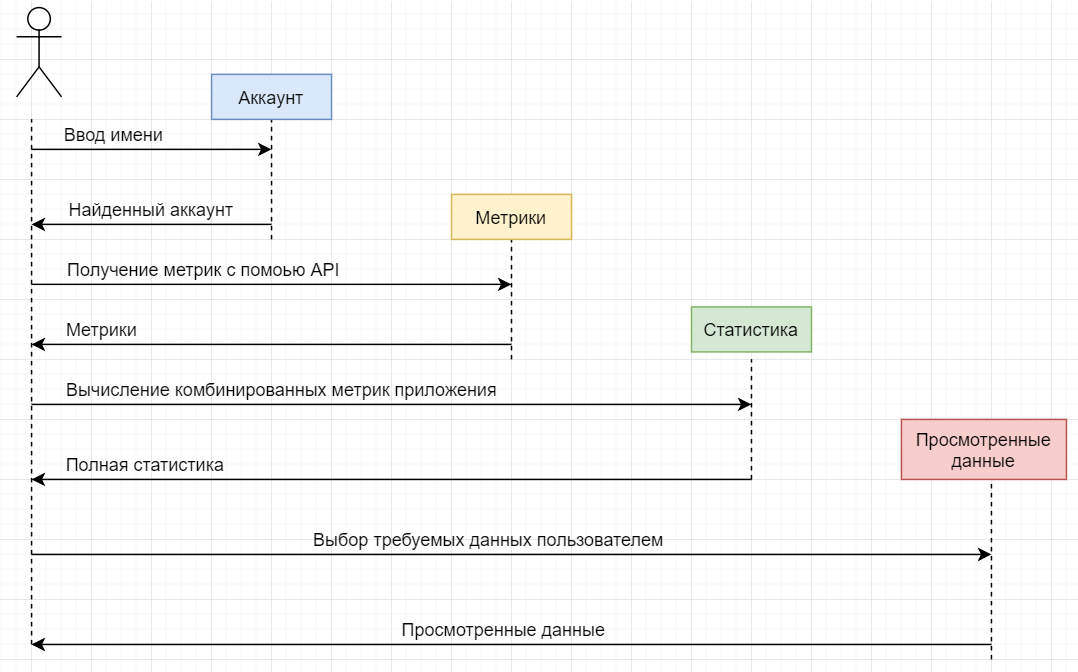 Аккаунт
Ввод имени
Найденный аккаунт
Метрики
Получение метрик с помоью API
Метрики
Статистика
Вычисление комбинированных метрик приложения
Просмотренные
данные
Полная статистика
Выбор требуемых данных пользователем
Просмотренные данные